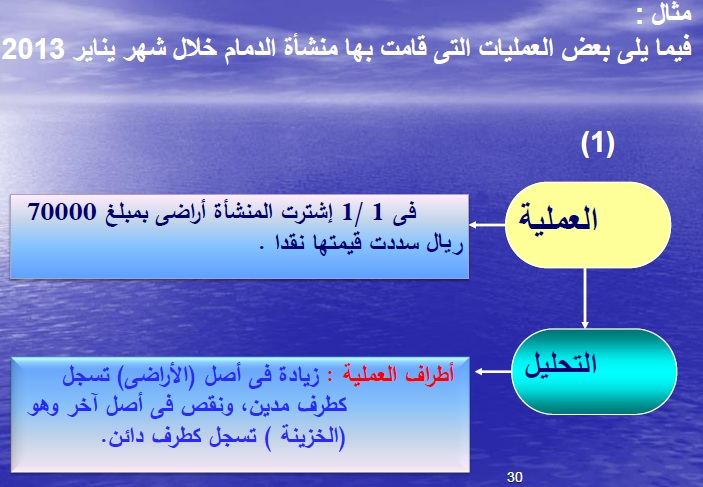 مثال :
فيما يلى بعض العمليات التى قامت بها منشأة الدمام خلال شهر يناير 2013
(1)
العملية
فى 1 /1 إشترت المنشأة أراضى بمبلغ 70000
ريال سددت قيمتها نقدا .
التحليل
أطراف العملية : زيادة فى أصل (الأراضى) تسجل
كطرف مدين، ونقص فى أصل آخر وهو
(الخزينة ) تسجل كطرف دائن.
30